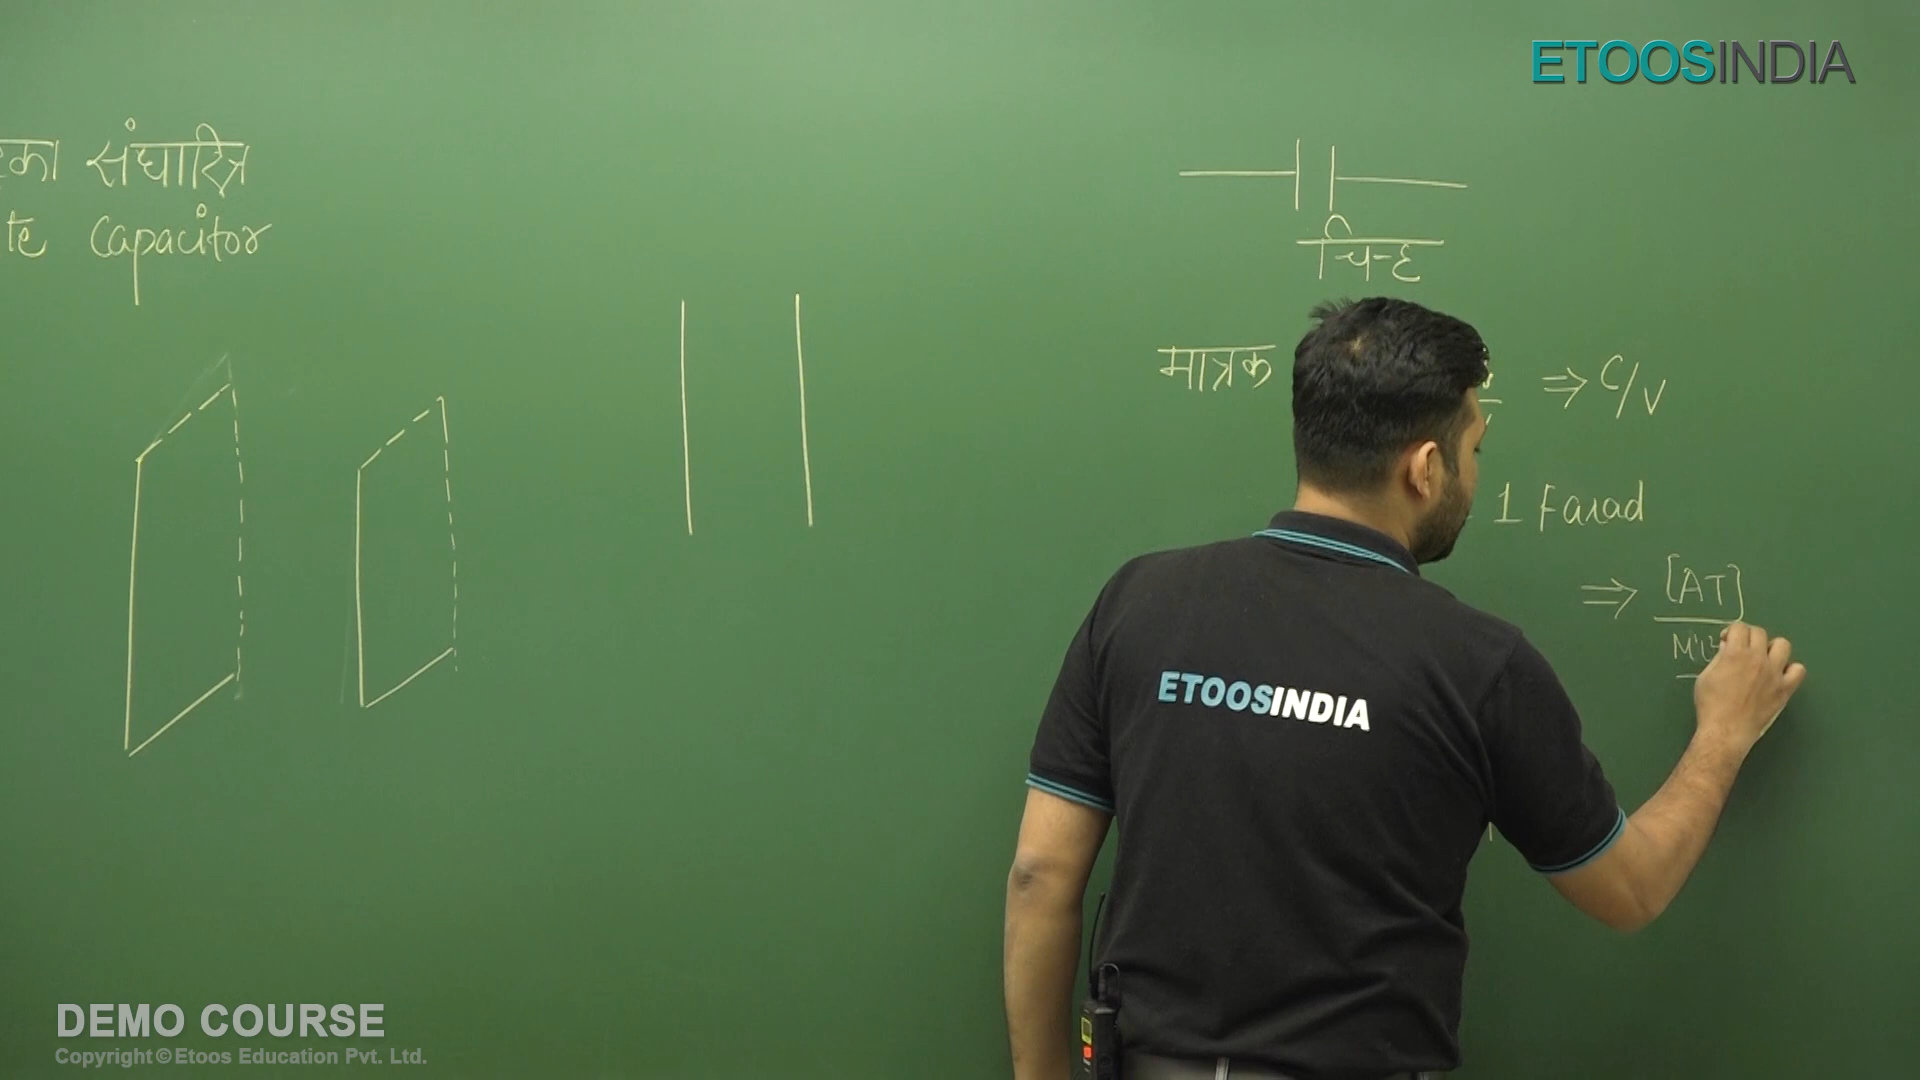 ETOOSINDIA
संधारित्र
te Capacitor
चिन्ह
मात्रक
⇒ C/V
1 Farad
⇒ [AT]
ETOOSINDIA
DEMO COURSE
Copyright © Etoos Education Pvt. Ltd.